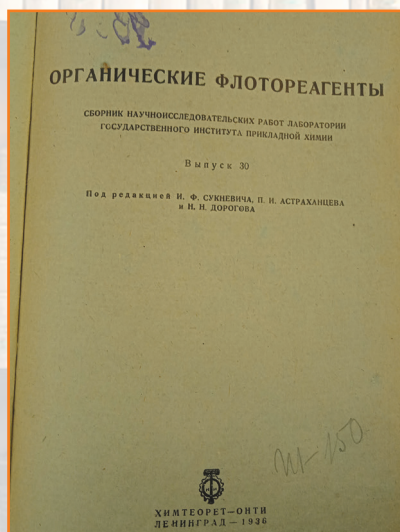 ОРГАНИЧЕСКИЕ ФЛОТОРЕАГЕНТЫ
СБОРНИК НАУЧНОИССЛЕДОВАТЕЛЬСКИХ РАБОТ ЛАБОРАТОРИИ
ГОСУДАРСТВЕННОГО ИНСТИТУТА ПРИКЛАДНОЙ ХИМИИ
Выпуск 30
Под редакцией И. Ф. СУКНЕВИЧА, П. И. АСТРАХАНЦЕВА
и Н. Н. ДОРОГОВА
150
ХИМТЕОРЕТ—ОНТИ
ЛЕНИНГРАД—1936